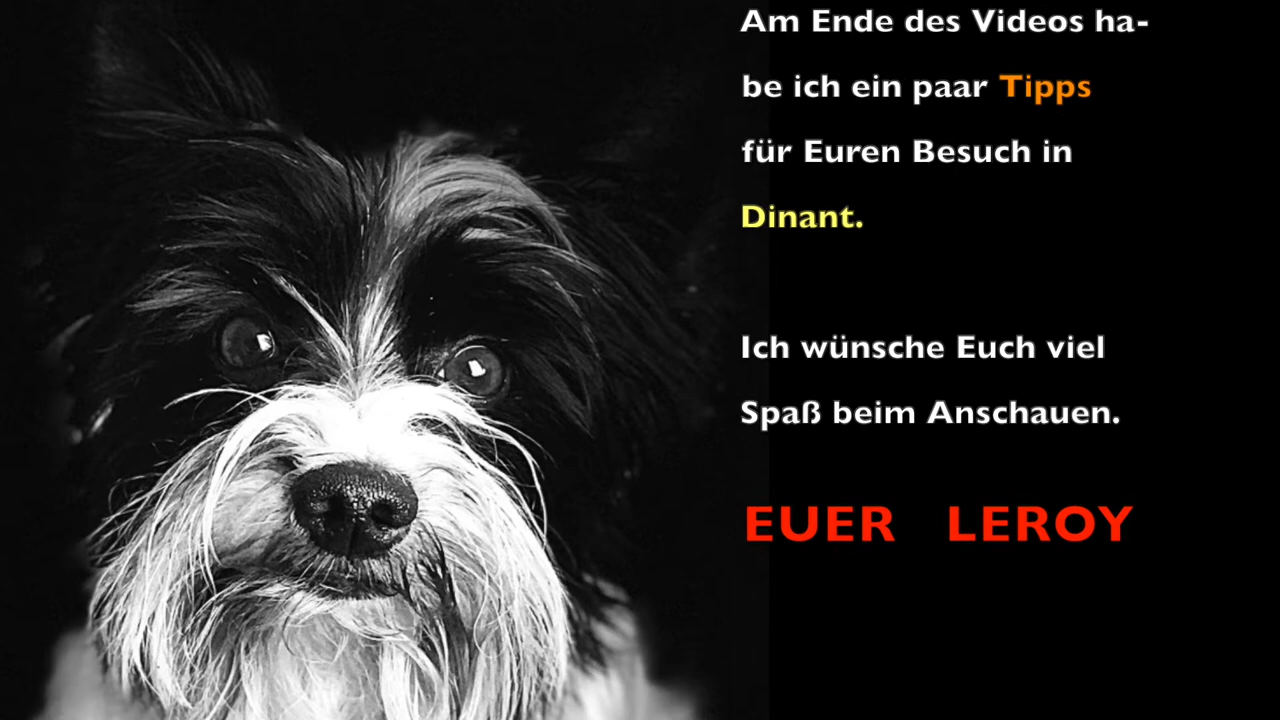 Am Ende des Videos ha-
be ich ein paar Tipps
für Euren Besuch in
Dinant.
Ich wünsche Euch viel
Spaß beim Anschauen.
EUER LEROY